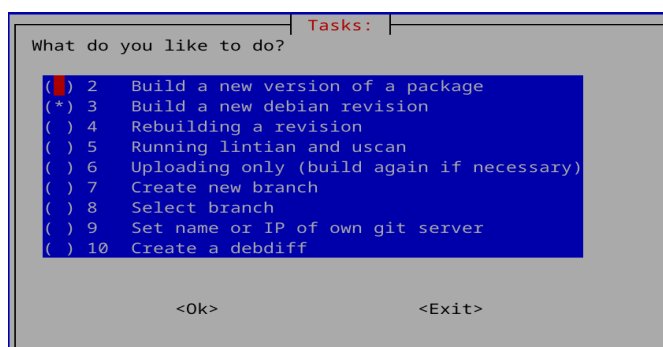 Tasks:
What do you like to do?
( ) 2 Build a new version of a package
(*) 3 Build a new debian revision
( ) 4 Rebuilding a revision
( ) 5 Running lintian and uscan
( ) 6 Uploading only (build again if necessary)
( ) 7 Create new branch
( ) 8 Select branch
( ) 9 Set name or IP of own git server
( ) 10 Create a debdiff
<Ok> <Exit>